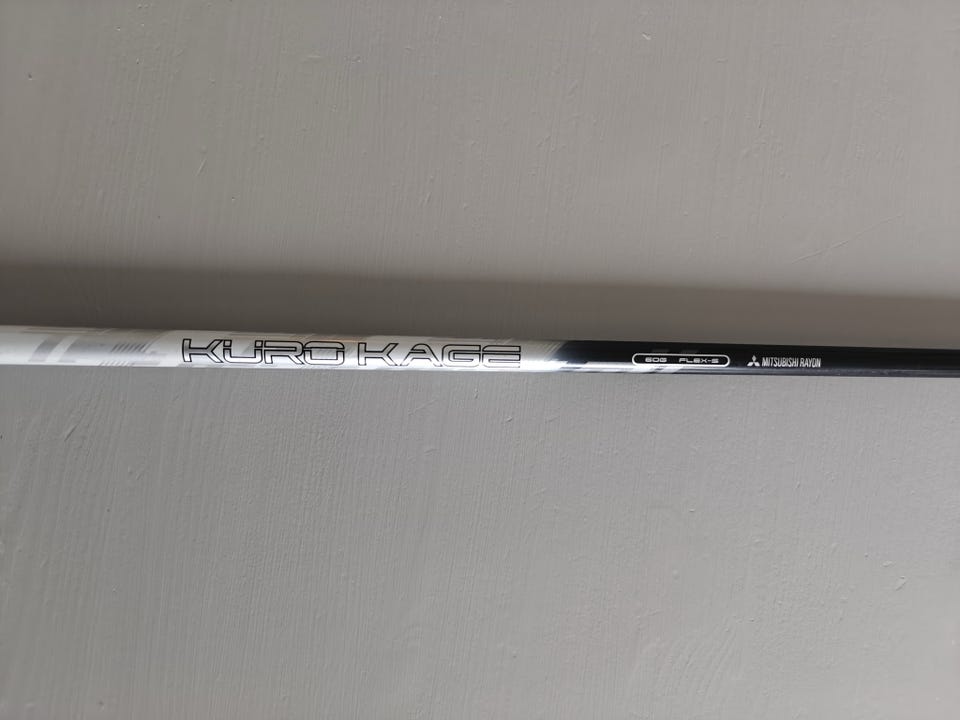 KURO KAGE
60G FLEX-S
MITSUBISHI RAYON